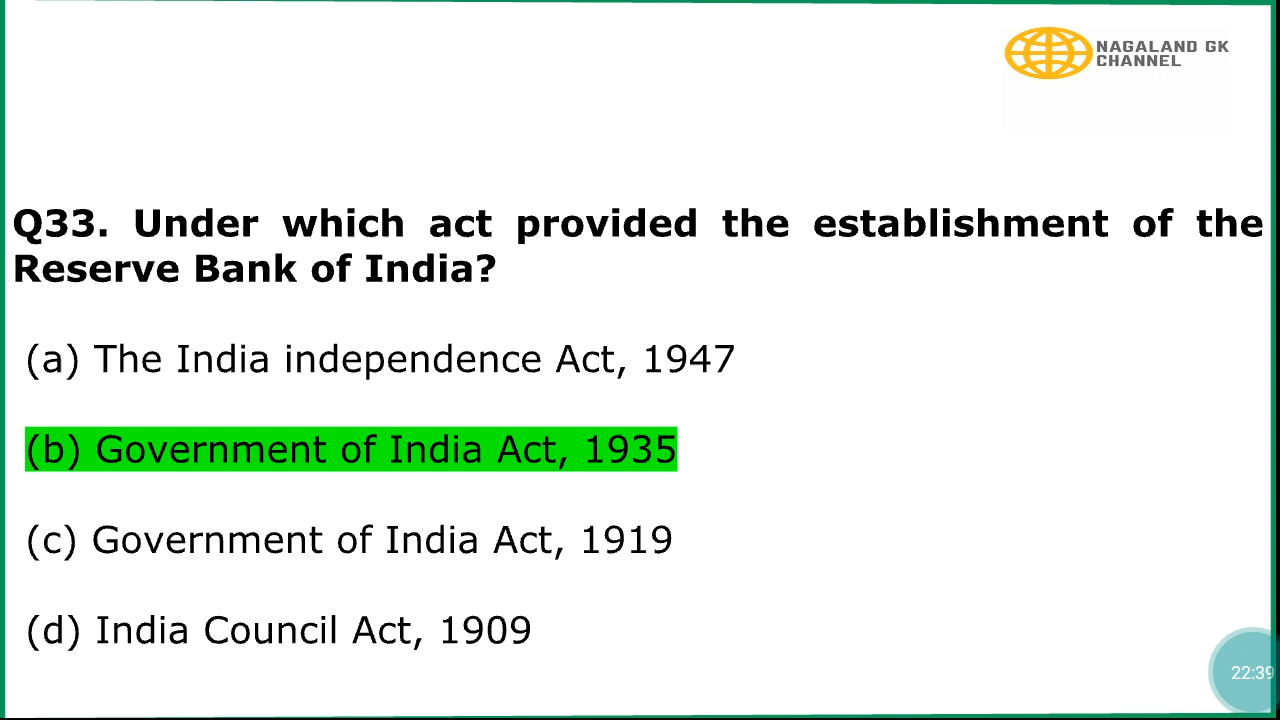 NAGALAND GK
CHANNEL
Q33. Under which act provided the establishment of the
Reserve Bank of India?
(a) The India independence Act, 1947
(b) Government of India Act, 1935
(c) Government of India Act, 1919
(d) India Council Act, 1909
22:39